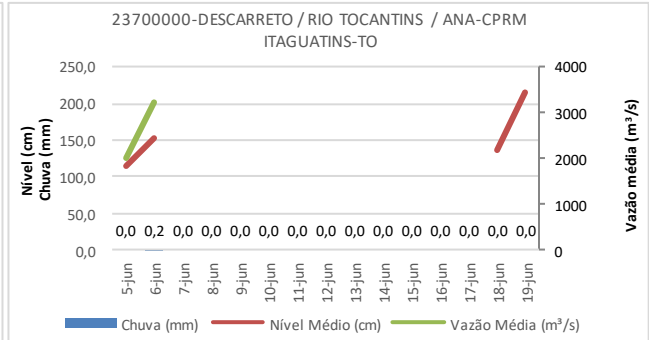 23700000-DESCARRETO / RIO TOCANTINS / ANA-CPRM
ITAGUATINS-TO
250,0
200,0
150,0
100,0
50,0
0,0
Nível (cm)
Chuva (mm)
4000
3000
2000
1000
0
Vazão média (m³/s)
0,0 0,2 0,0 0,0 0,0 0,0 0,0 0,0 0,0 0,0 0,0 0,0 0,0 0,0 0,0
5-jun 6-jun 7-jun 8-jun 9-jun 10-jun 11-jun 12-jun 13-jun 14-jun 15-jun 16-jun 17-jun 18-jun 19-jun
Chuva (mm) Nível Médio (cm) Vazão Média (m³/s)